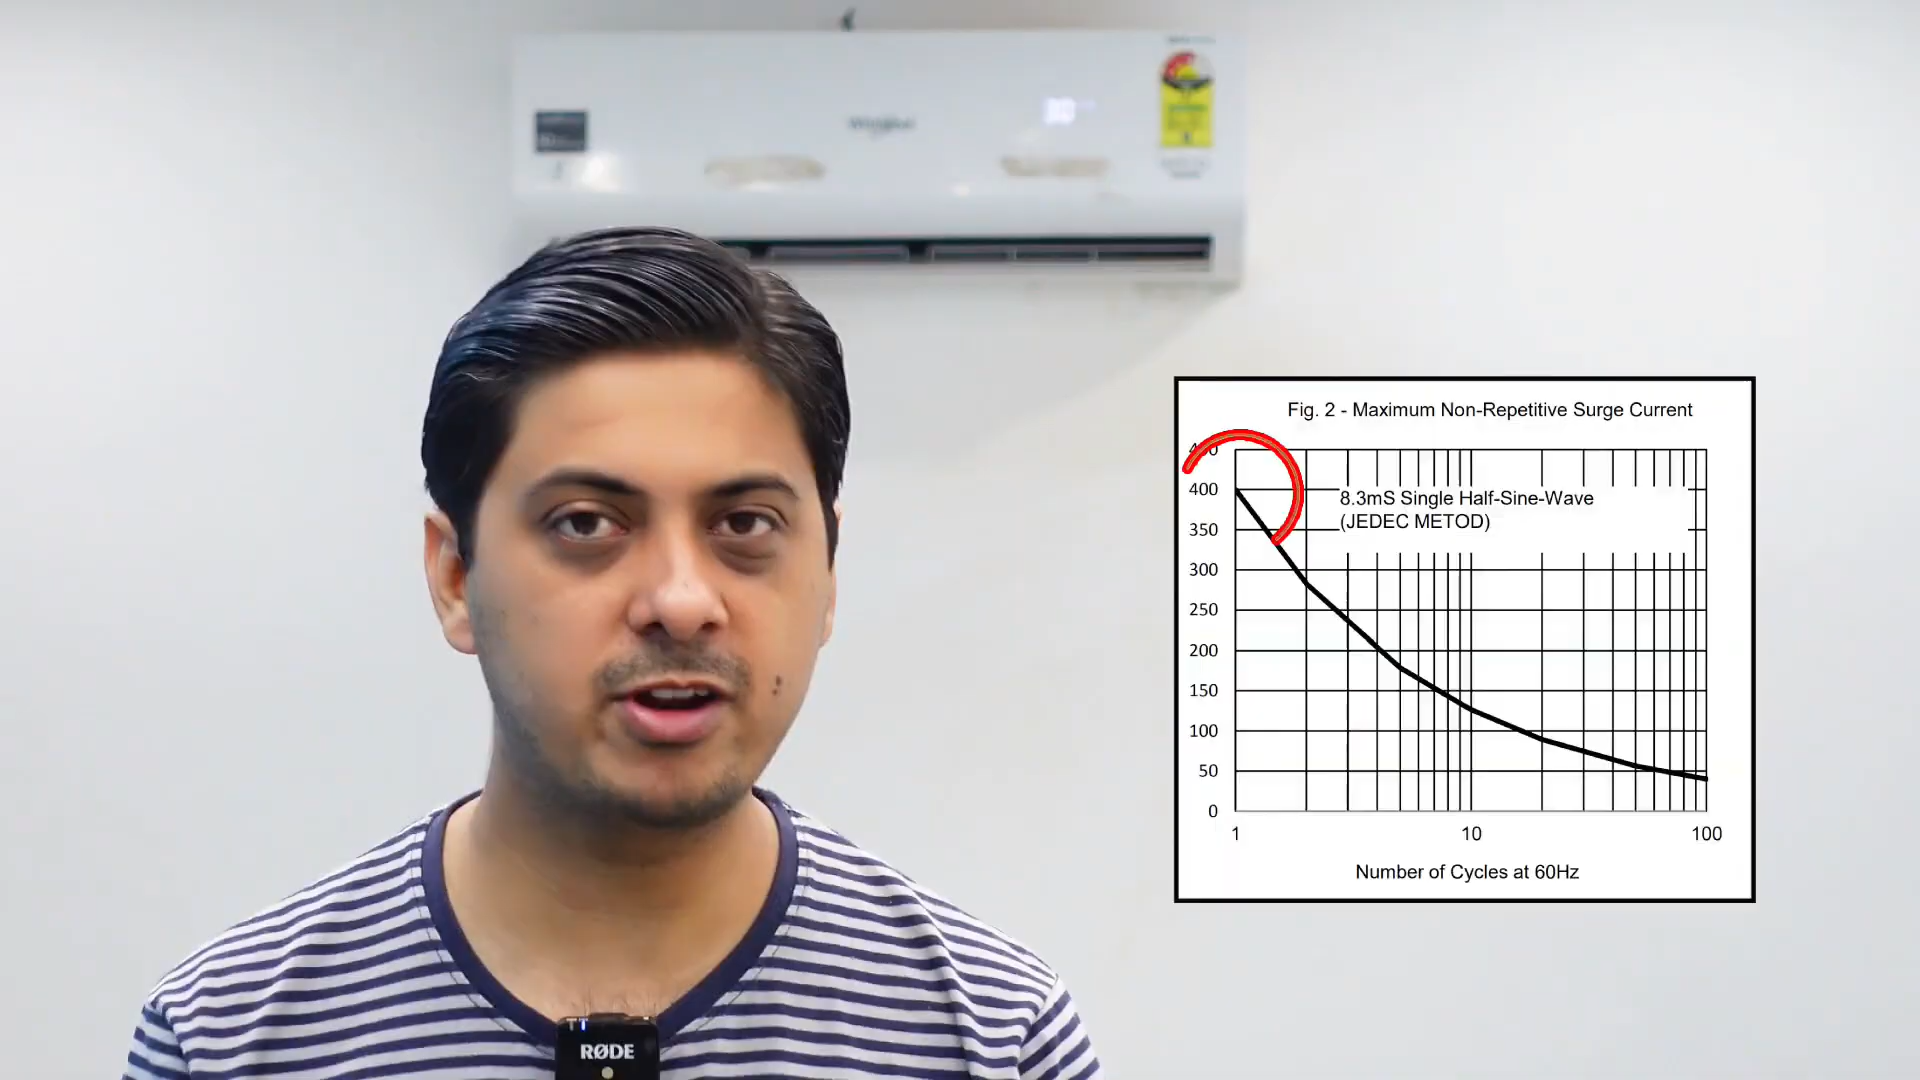 Whirlpool
Fig. 2 - Maximum Non-Repetitive Surge Current
400
350
300
250
200
150
100
50
0
8.3mS Single Half-Sine-Wave
(JEDEC METOD)
1
10
100
Number of Cycles at 60Hz
RØDE